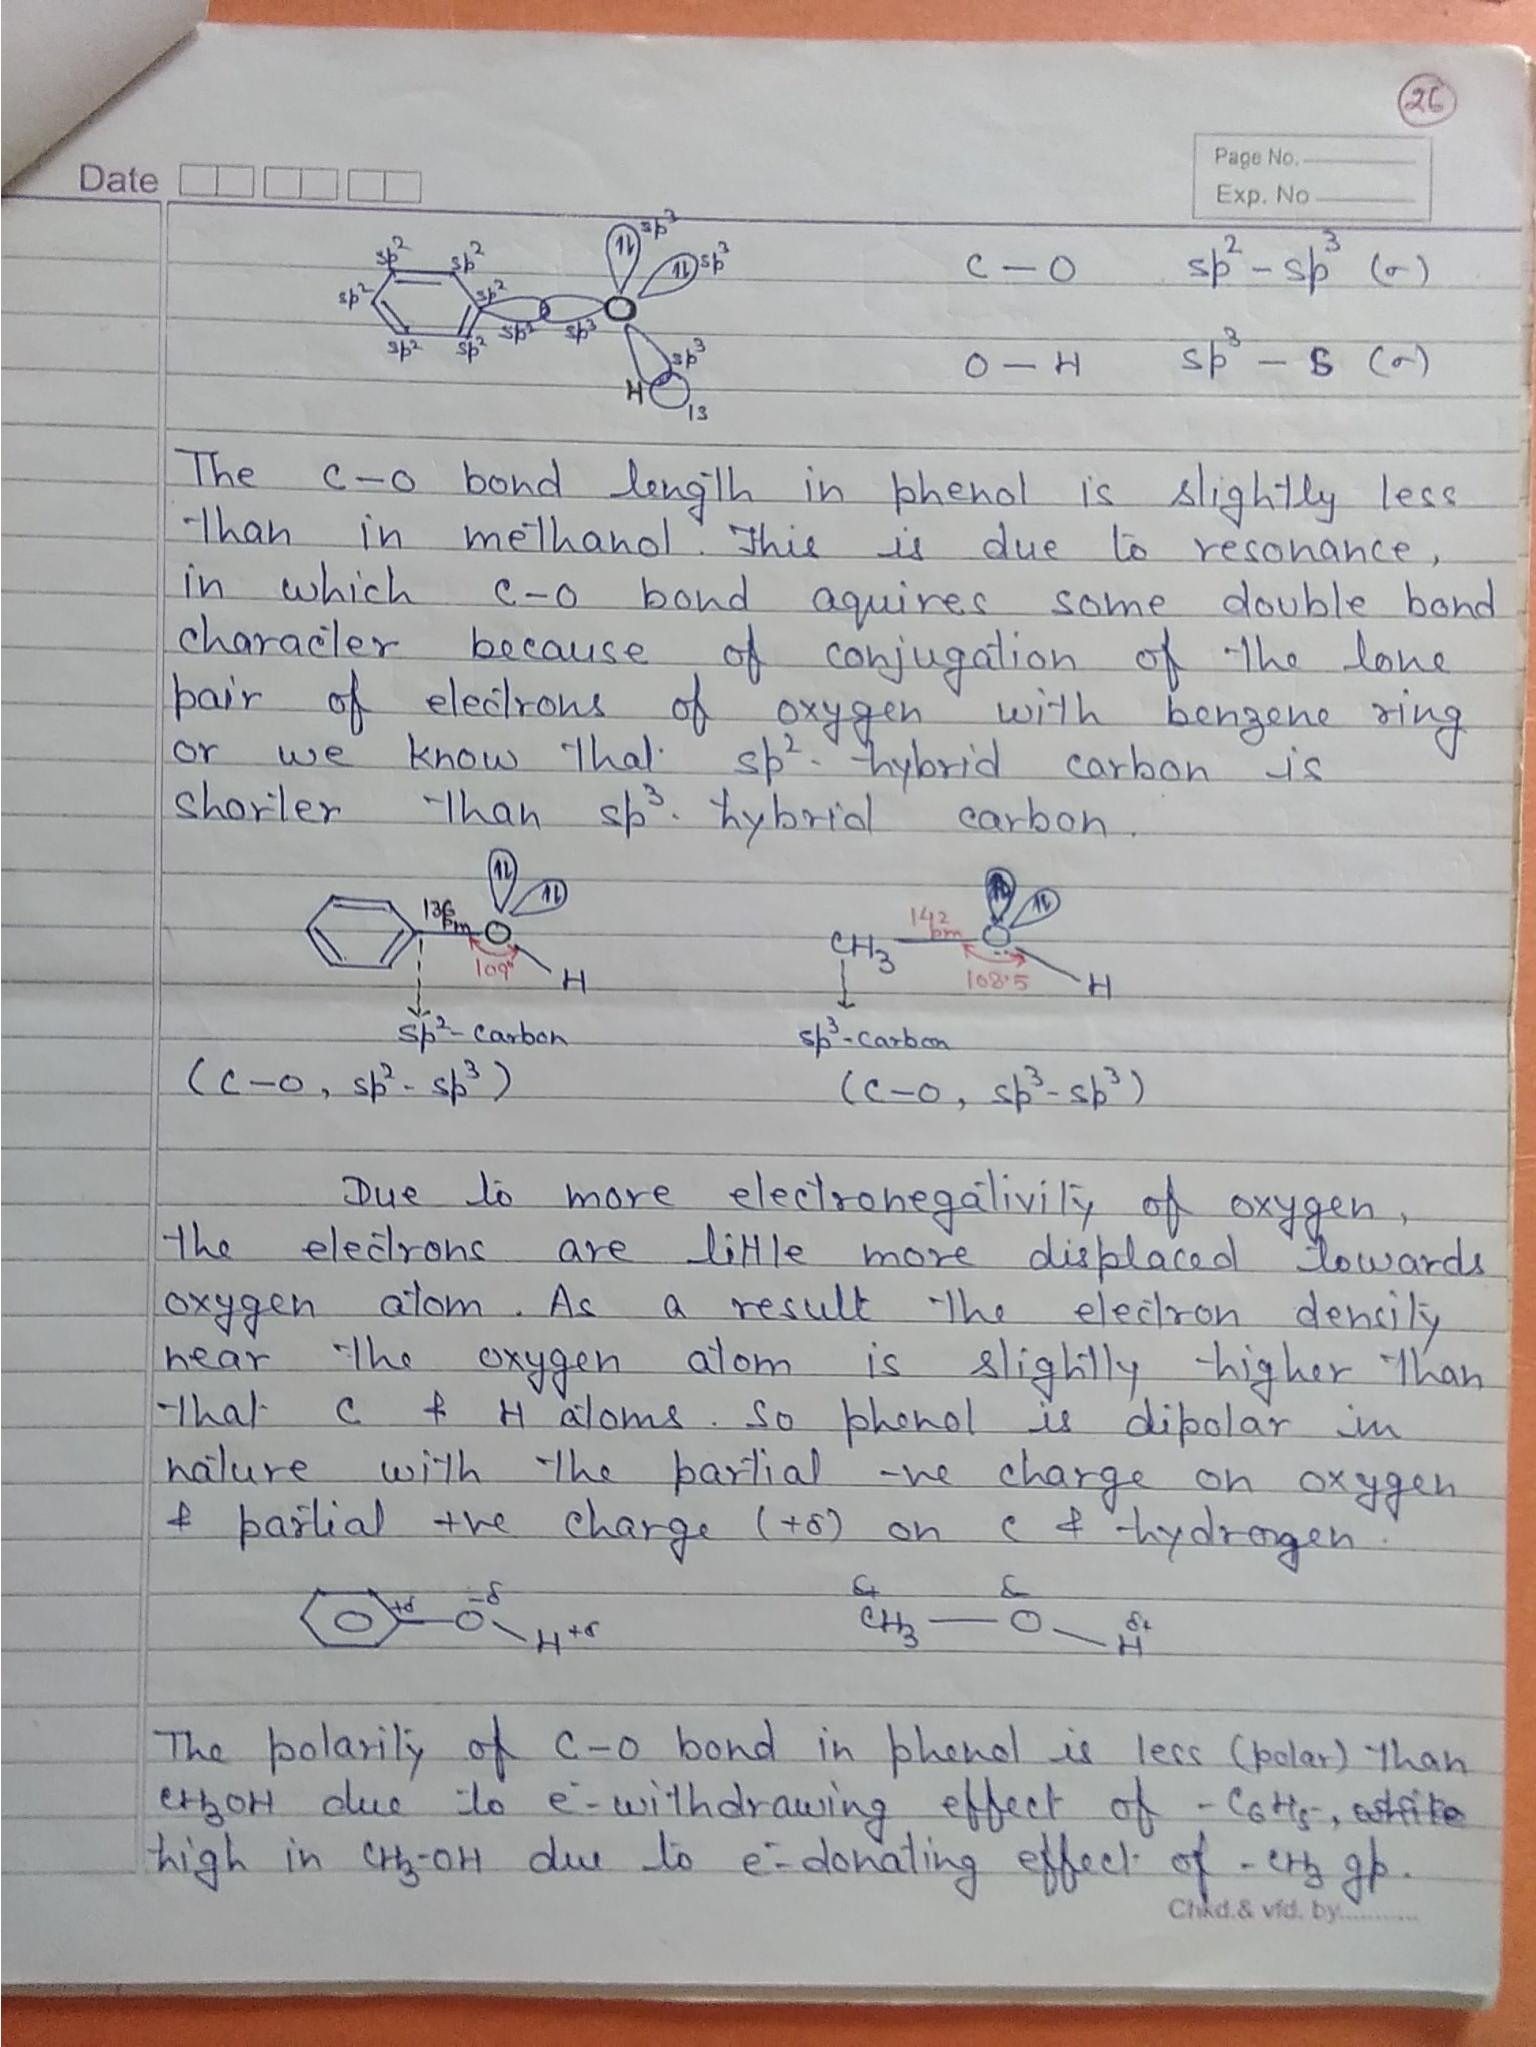 26
Page No.
Date
Exp. No
sp³
sp² sp² sp³
C – O sp² – sp³ (σ)
sp² sp²
O
sp² sp³
sp² sp² sp³
O – H sp³ – S (σ)
H
1s
The C–O bond length in phenol is slightly less
than in methanol. This is due to resonance,
in which C–O bond aquires some double bond
character because of conjugation of the lone
pair of electrons of oxygen with benzene ring
or we know that sp²- hybrid carbon is
shorter than sp³- hybrid carbon.
136 pm O 109° H
CH₃ 142 pm O 108.5 H
sp²- Carbon sp³- Carbon
(C–O, sp²- sp³) (C–O, sp³- sp³)
Due to more electronegativity of oxygen,
the electrons are little more displaced towards
oxygen atom. As a result the electron density
near the oxygen atom is slightly higher than
that C & H atoms. So phenol is dipolar in
nature with the partial -ve charge on oxygen
& partial +ve charge (+δ) on C & hydrogen.
+δ O -δ H +δ
δ+ CH₃ – O δ- H δ+
The polarity of C–O bond in phenol is less (polar) than
CH₃OH due to e⁻-withdrawing effect of -C₆H₅-,
high in CH₃-OH due to e⁻-donating effect of -CH₃ gp.
Chkd.& vfd. by............